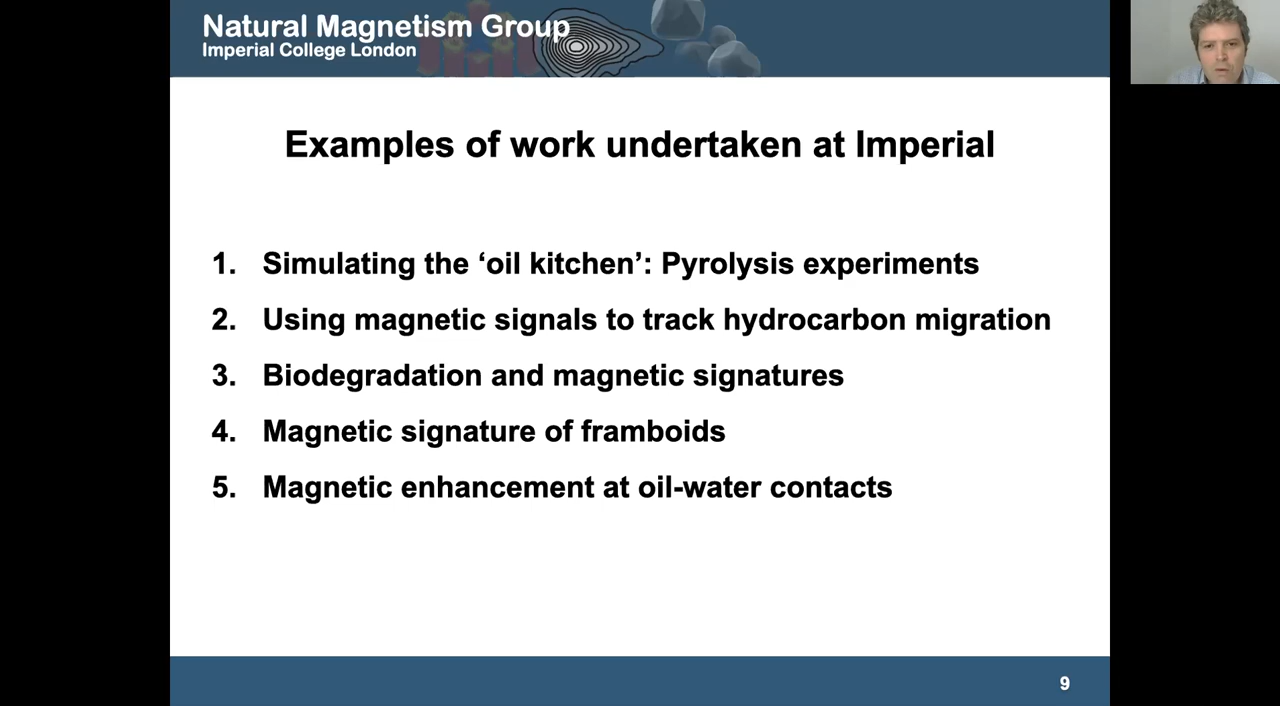 Natural Magnetism Group
Imperial College London
Examples of work undertaken at Imperial
1. Simulating the ‘oil kitchen’: Pyrolysis experiments
2. Using magnetic signals to track hydrocarbon migration
3. Biodegradation and magnetic signatures
4. Magnetic signature of framboids
5. Magnetic enhancement at oil-water contacts
9